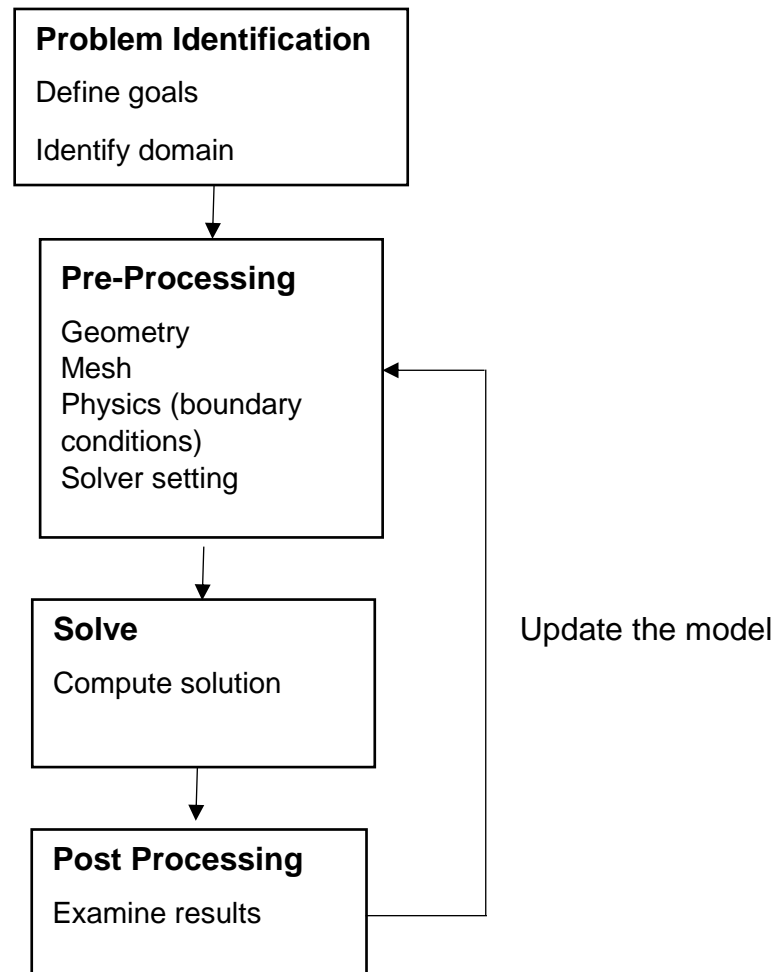 Problem Identification
Define goals
Identify domain
Pre-Processing
Geometry
Mesh
Physics (boundary
conditions)
Solver setting
Solve
Compute solution
Update the model
Post Processing
Examine results